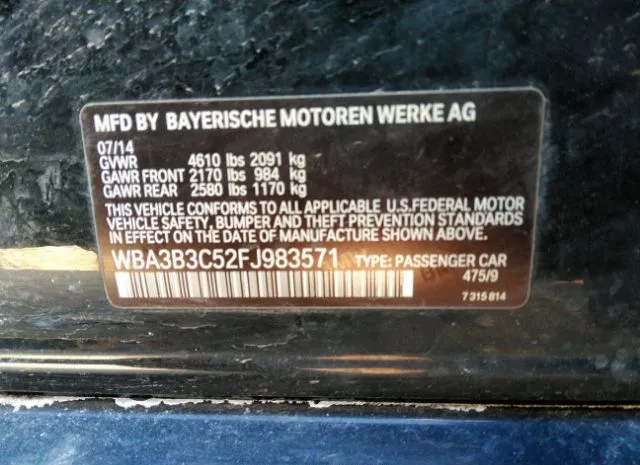 MFD BY BAYERISCHE MOTOREN WERKE AG
07/14
GVWR 4610 lbs 2091 kg
GAWR FRONT 2170 lbs 984 kg
GAWR REAR 2580 lbs 1170 kg
THIS VEHICLE CONFORMS TO ALL APPLICABLE U.S.FEDERAL MOTOR
VEHICLE SAFETY, BUMPER AND THEFT PREVENTION STANDARDS
IN EFFECT ON THE DATE OF MANUFACTURE SHOWN ABOVE.
WBA3B3C52FJ983571 TYPE: PASSENGER CAR
475/9
7 315 814